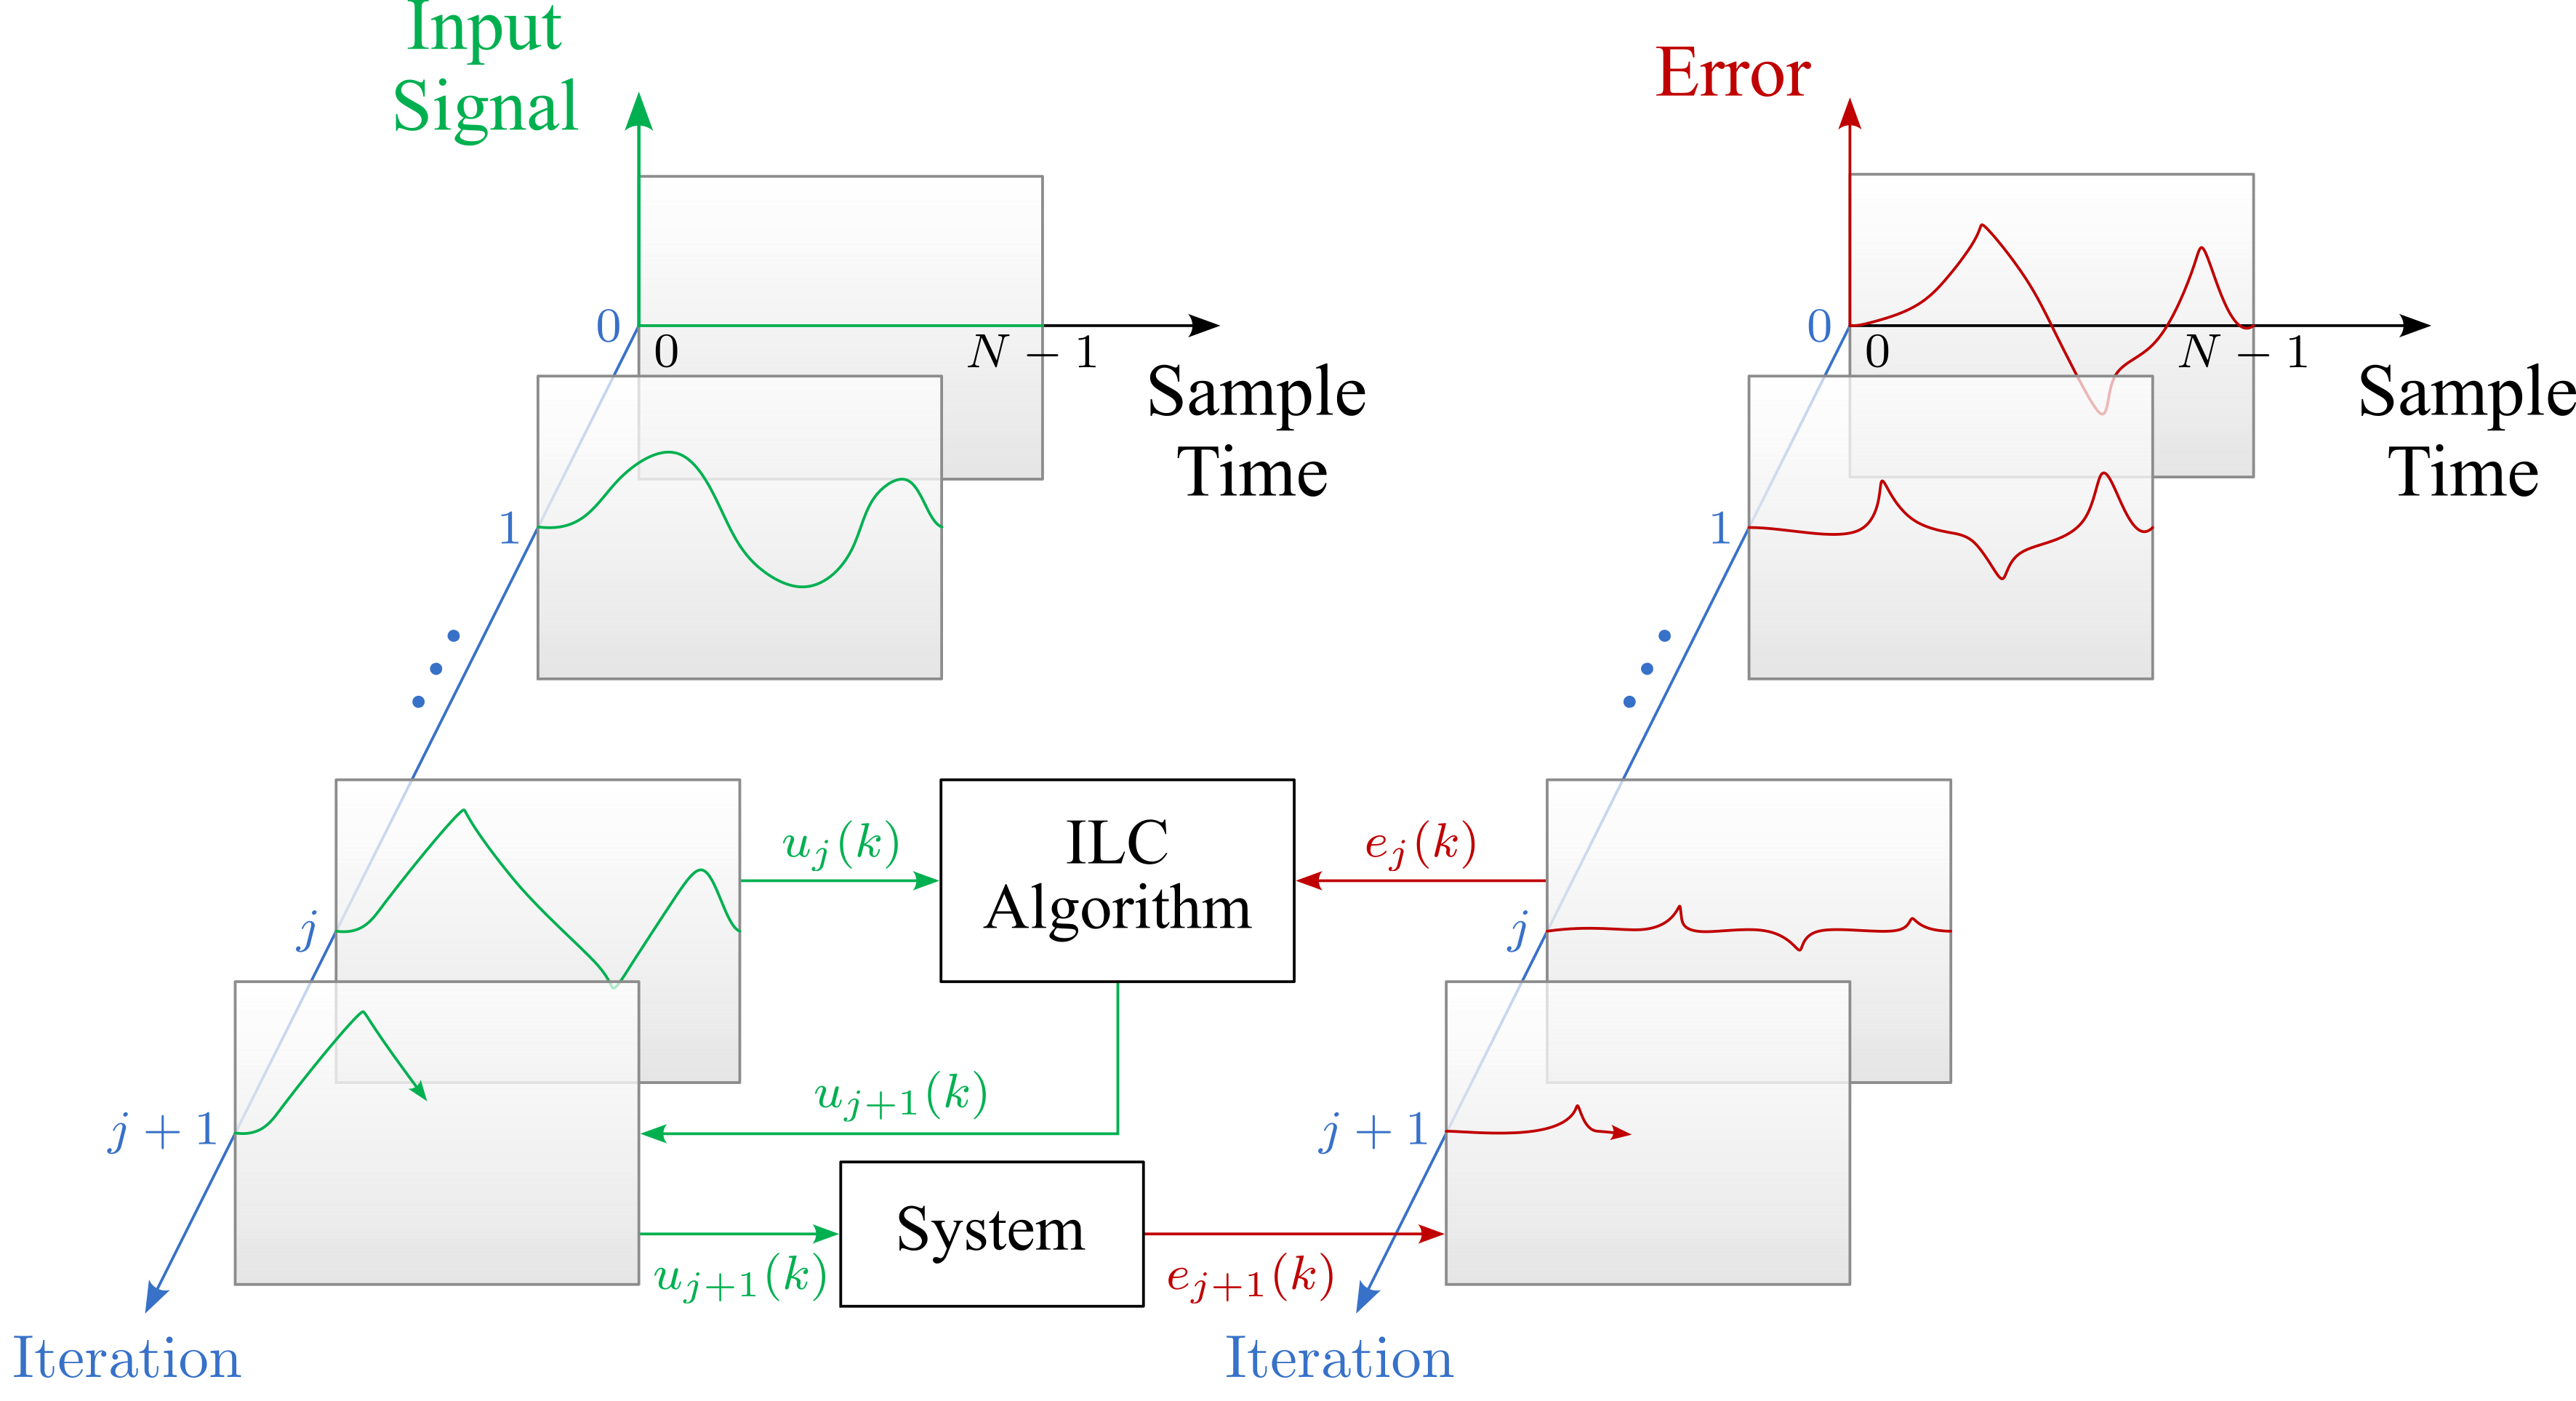 Input
Signal
0
0
N − 1
Sample
Time
1
j
j + 1
Iteration
Error
0
0
N − 1
Sample
Time
1
j
j + 1
Iteration
u_j(k)
ILC
Algorithm
e_j(k)
u_{j+1}(k)
System
u_{j+1}(k)
e_{j+1}(k)